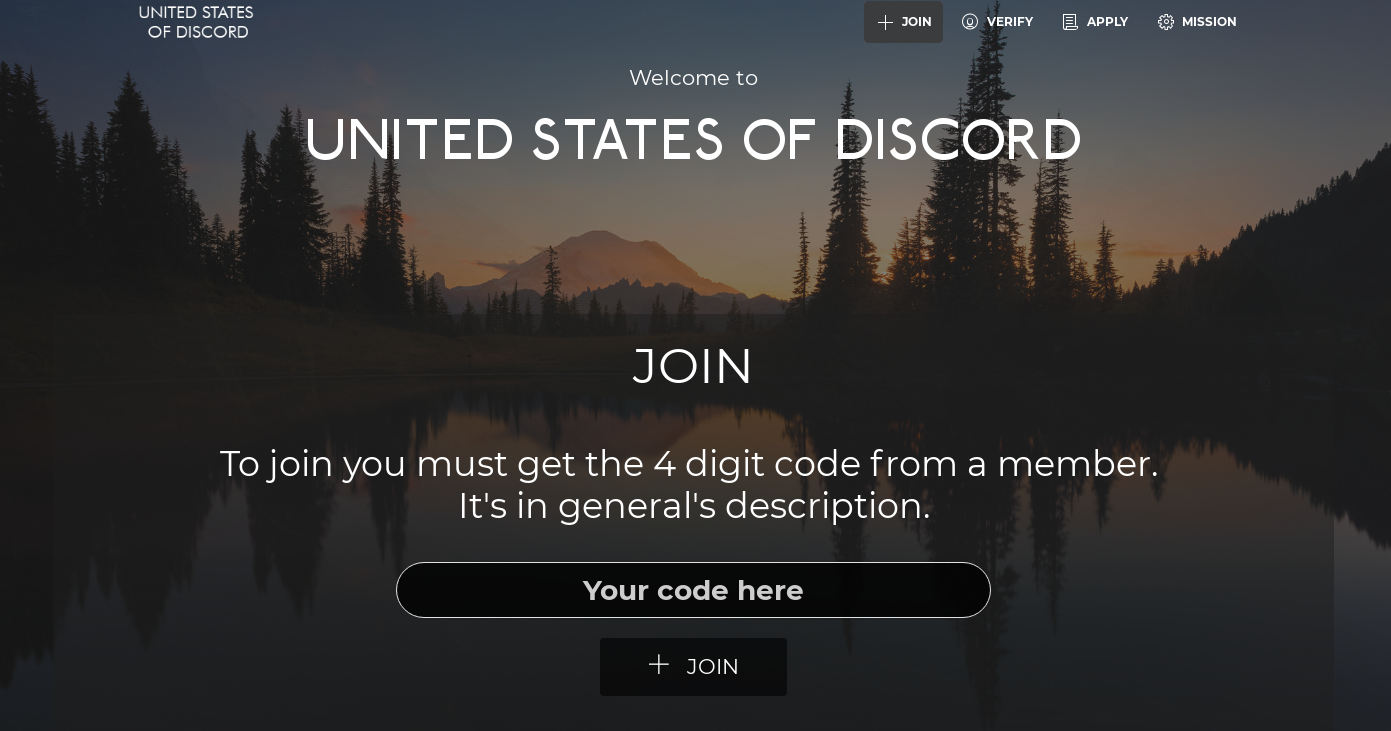 UNITED STATES
OF DISCORD
JOIN
VERIFY
APPLY
MISSION
Welcome to
UNITED STATES OF DISCORD
JOIN
To join you must get the 4 digit code from a member.
It's in general's description.
Your code here
JOIN